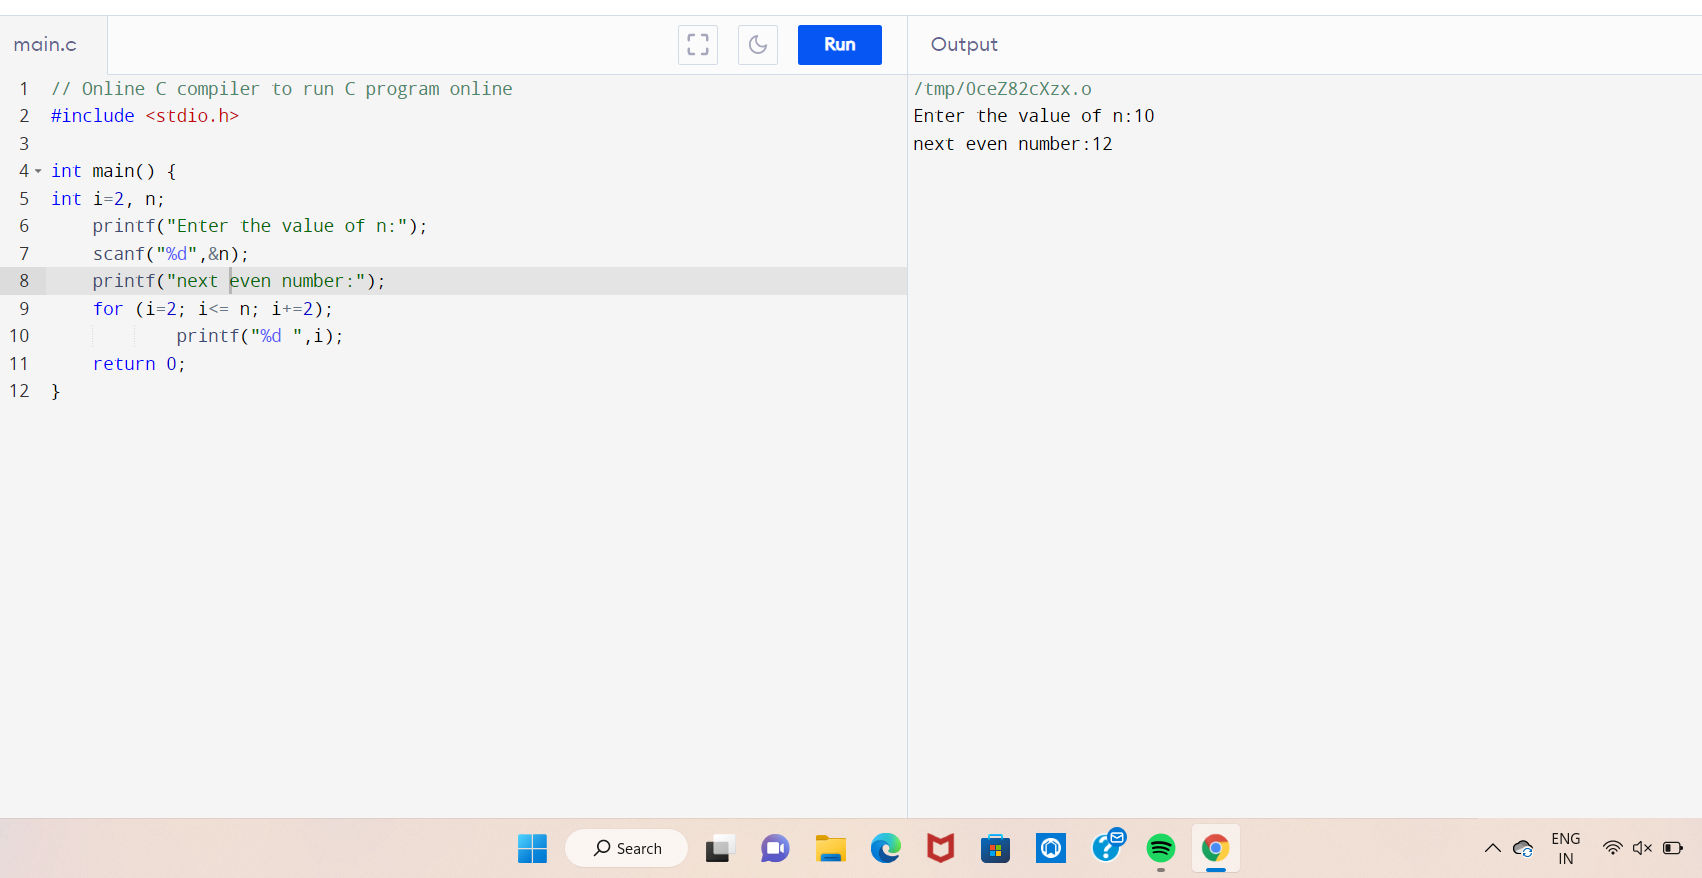 main.c
Run
Output
1 // Online C compiler to run C program online
2 #include <stdio.h>
3
4 int main() {
5 int i=2, n;
6     printf("Enter the value of n:");
7     scanf("%d",&n);
8     printf("next even number:");
9     for (i=2; i<= n; i+=2);
10             printf("%d ",i);
11     return 0;
12 }
/tmp/0ceZ82cXzx.o
Enter the value of n:10
next even number:12
Search
ENG
IN